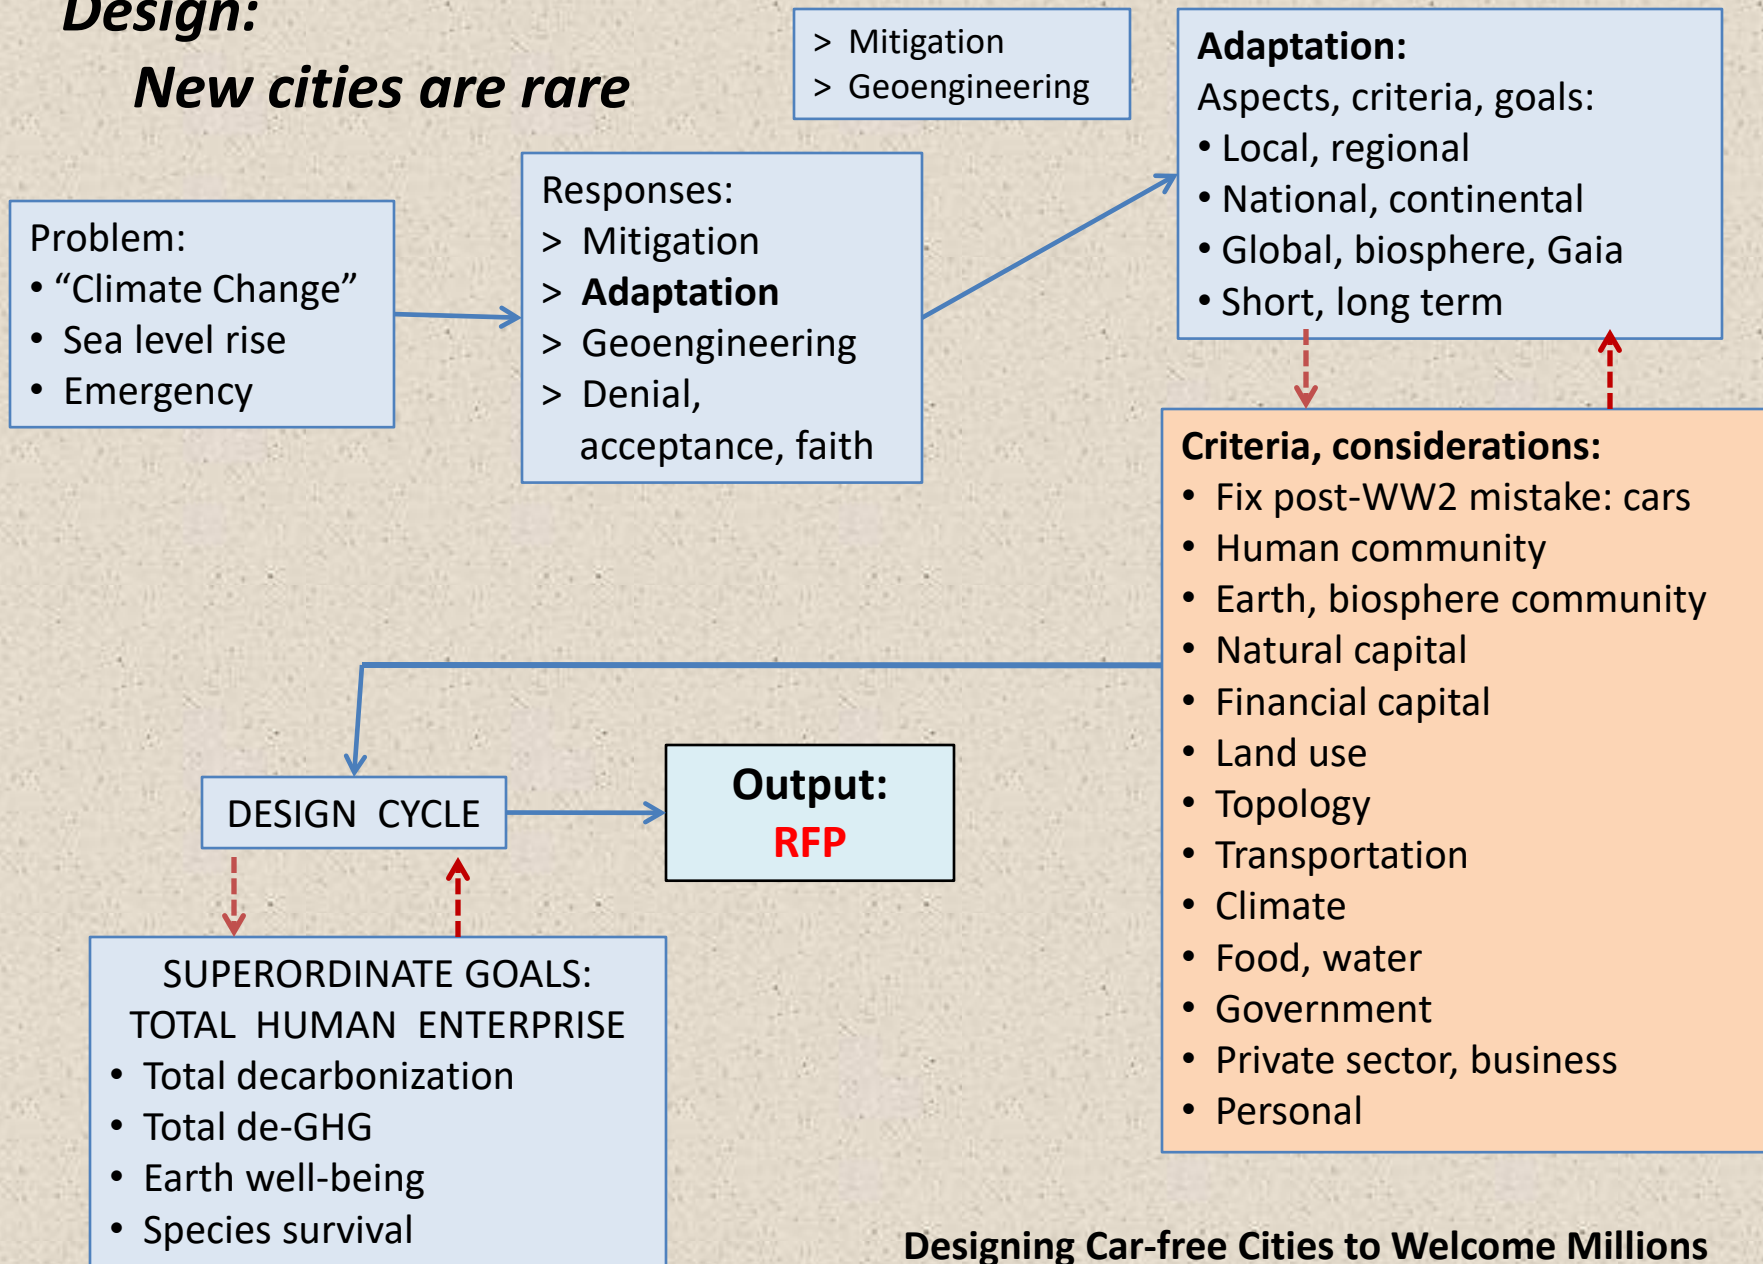 Design:
New cities are rare
> Mitigation
> Geoengineering
Problem:
• “Climate Change”
• Sea level rise
• Emergency
Responses:
> Mitigation
> Adaptation
> Geoengineering
> Denial,
acceptance, faith
Adaptation:
Aspects, criteria, goals:
• Local, regional
• National, continental
• Global, biosphere, Gaia
• Short, long term
Criteria, considerations:
• Fix post-WW2 mistake: cars
• Human community
• Earth, biosphere community
• Natural capital
• Financial capital
• Land use
• Topology
• Transportation
• Climate
• Food, water
• Government
• Private sector, business
• Personal
DESIGN CYCLE
Output:
RFP
SUPERORDINATE GOALS:
TOTAL HUMAN ENTERPRISE
• Total decarbonization
• Total de-GHG
• Earth well-being
• Species survival
Designing Car-free Cities to Welcome Millions